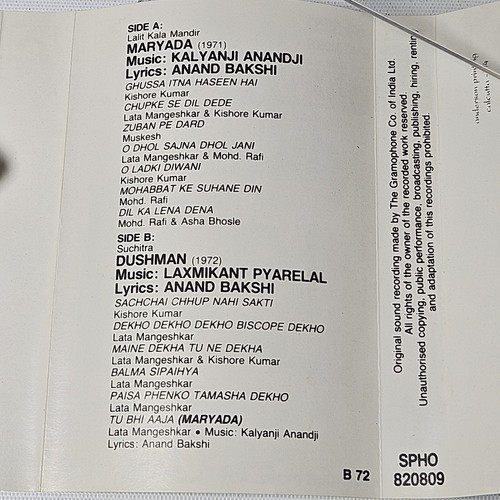 SIDE A:
Lalit Kala Mandir
MARYADA (1971)
Music: KALYANJI ANANDJI
Lyrics: ANAND BAKSHI
GHUSSA ITNA HASEEN HAI
Kishore Kumar
CHUPKE SE DIL DEDE
Lata Mangeshkar & Kishore Kumar
ZUBAN PE DARD
Muskesh
O DHOL SAJNA DHOL JANI
Lata Mangeshkar & Mohd. Rafi
O LADKI DIWANI
Kishore Kumar
MOHABBAT KE SUHANE DIN
Mohd. Rafi
DIL KA LENA DENA
Mohd. Rafi & Asha Bhosle
SIDE B:
Suchitra
DUSHMAN (1972)
Music: LAXMIKANT PYARELAL
Lyrics: ANAND BAKSHI
SACHCHAI CHHUP NAHI SAKTI
Kishore Kumar
DEKHO DEKHO DEKHO BISCOPE DEKHO
Lata Mangeshkar
MAINE DEKHA TU NE DEKHA
Lata Mangeshkar & Kishore Kumar
BALMA SIPAIHYA
Lata Mangeshkar
PAISA PHENKO TAMASHA DEKHO
Lata Mangeshkar
TU BHI AAJA (MARYADA)
Lata Mangeshkar • Music: Kalyanji Anandji
Lyrics: Anand Bakshi
B 72
Original sound recording made by The Gramophone Co. of India Ltd.
All rights of the owner of the recorded work reserved.
Unauthorised copying, public performance, broadcasting, publishing, hiring, rentin
and adaptation of this recordings prohibited.
SPHO
820809
anderson printing
calcutta